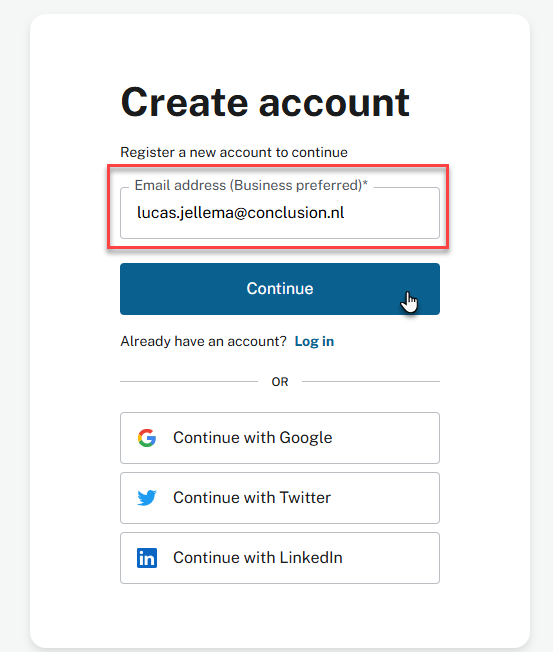 Create account
Register a new account to continue
Email address (Business preferred)*
lucas.jellema@conclusion.nl
Continue
Already have an account? Log in
OR
Continue with Google
Continue with Twitter
Continue with LinkedIn